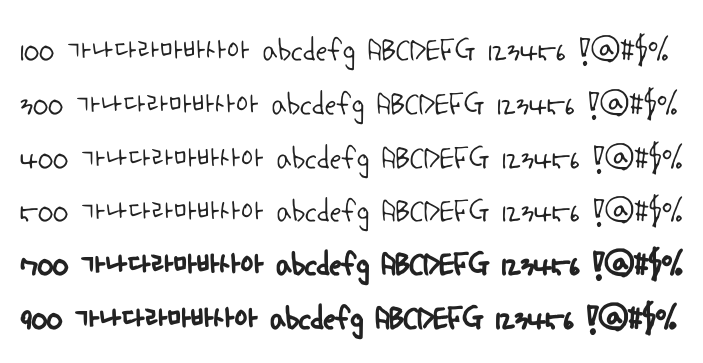 100 가나다라마바사아 abcdefg ABCDEFG 123456 !@#$%
300 가나다라마바사아 abcdefg ABCDEFG 123456 !@#$%
400 가나다라마바사아 abcdefg ABCDEFG 123456 !@#$%
500 가나다라마바사아 abcdefg ABCDEFG 123456 !@#$%
700 가나다라마바사아 abcdefg ABCDEFG 123456 !@#$%
900 가나다라마바사아 abcdefg ABCDEFG 123456 !@#$%